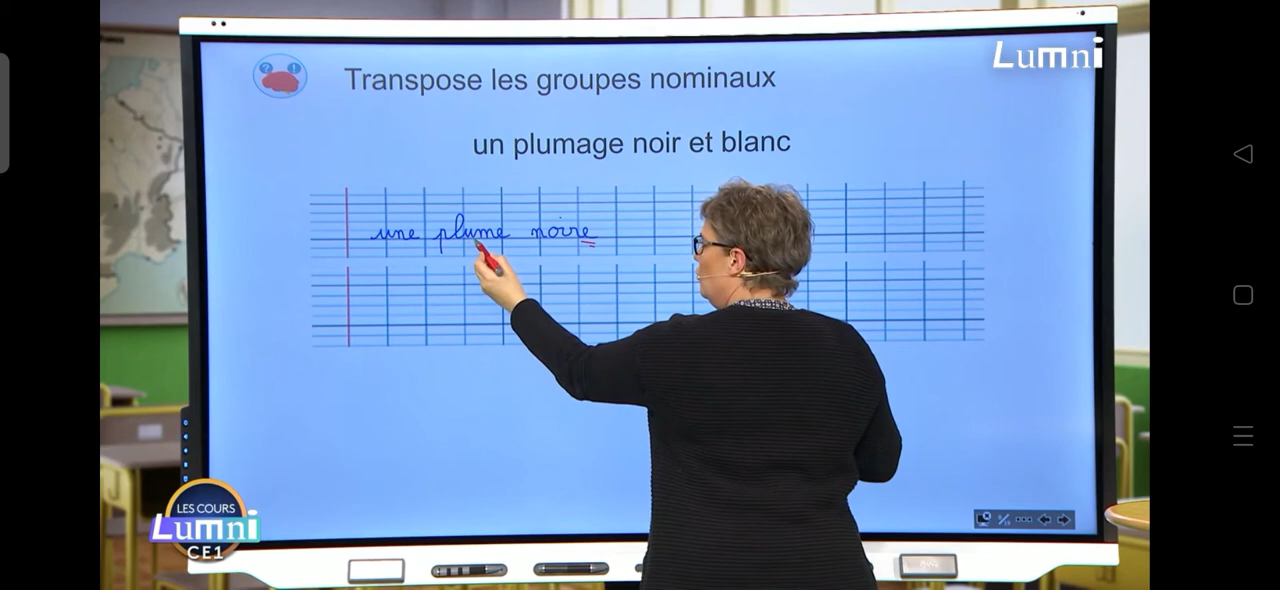 Lumni
Transpose les groupes nominaux
un plumage noir et blanc
une plume noire
LES COURS
Lumni
CE1